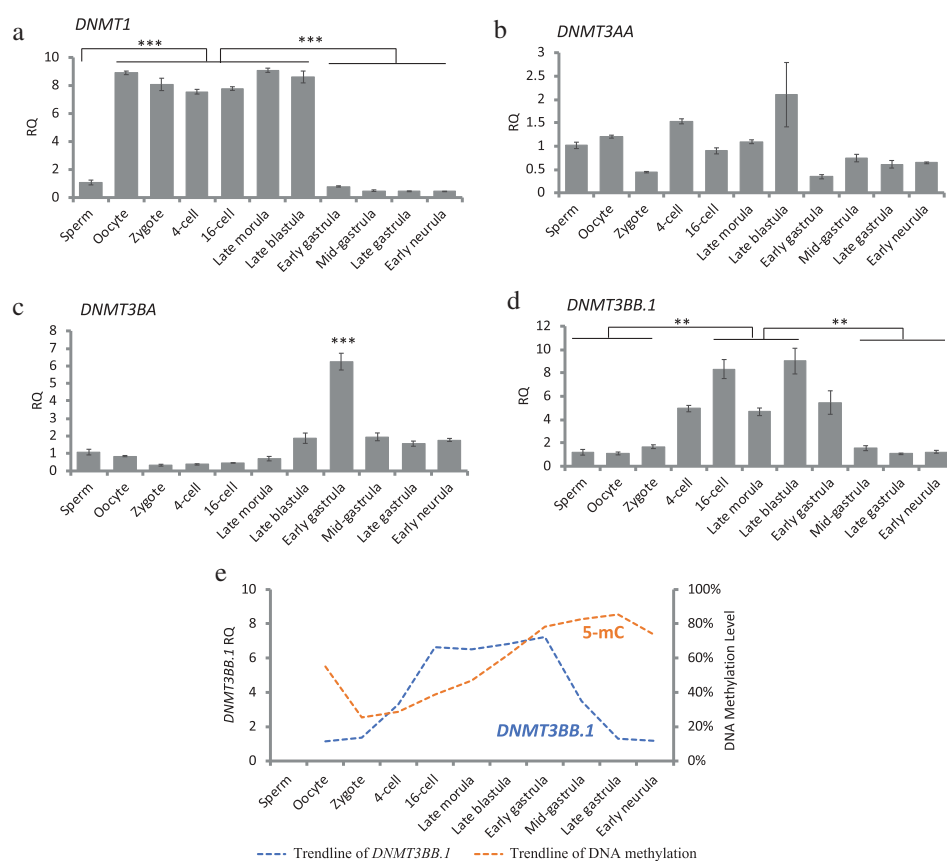 a
DNMT1
***
***
RQ
10
8
6
4
2
0
Sperm
Oocyte
Zygote
4-cell
16-cell
Late morula
Late blastula
Early gastrula
Mid-gastrula
Late gastrula
Early neurula
b
DNMT3AA
RQ
3
2.5
2
1.5
1
0.5
0
Sperm
Oocyte
Zygote
4-cell
16-cell
Late morula
Late blastula
Early gastrula
Mid-gastrula
Late gastrula
Early neurula
c
DNMT3BA
***
RQ
8
7
6
5
4
3
2
1
0
Sperm
Oocyte
Zygote
4-cell
16-cell
Late morula
Late blastula
Early gastrula
Mid-gastrula
Late gastrula
Early neurula
d
DNMT3BB.1
**
**
RQ
12
10
8
6
4
2
0
Sperm
Oocyte
Zygote
4-cell
16-cell
Late morula
Late blastula
Early gastrula
Mid-gastrula
Late gastrula
Early neurula
e
DNMT3BB.1 RQ
10
8
6
4
2
0
5-mC
DNMT3BB.1
100%
80%
60%
40%
20%
0%
DNA Methylation Level
Sperm
Oocyte
Zygote
4-cell
16-cell
Late morula
Late blastula
Early gastrula
Mid-gastrula
Late gastrula
Early neurula
Trendline of DNMT3BB.1
Trendline of DNA methylation